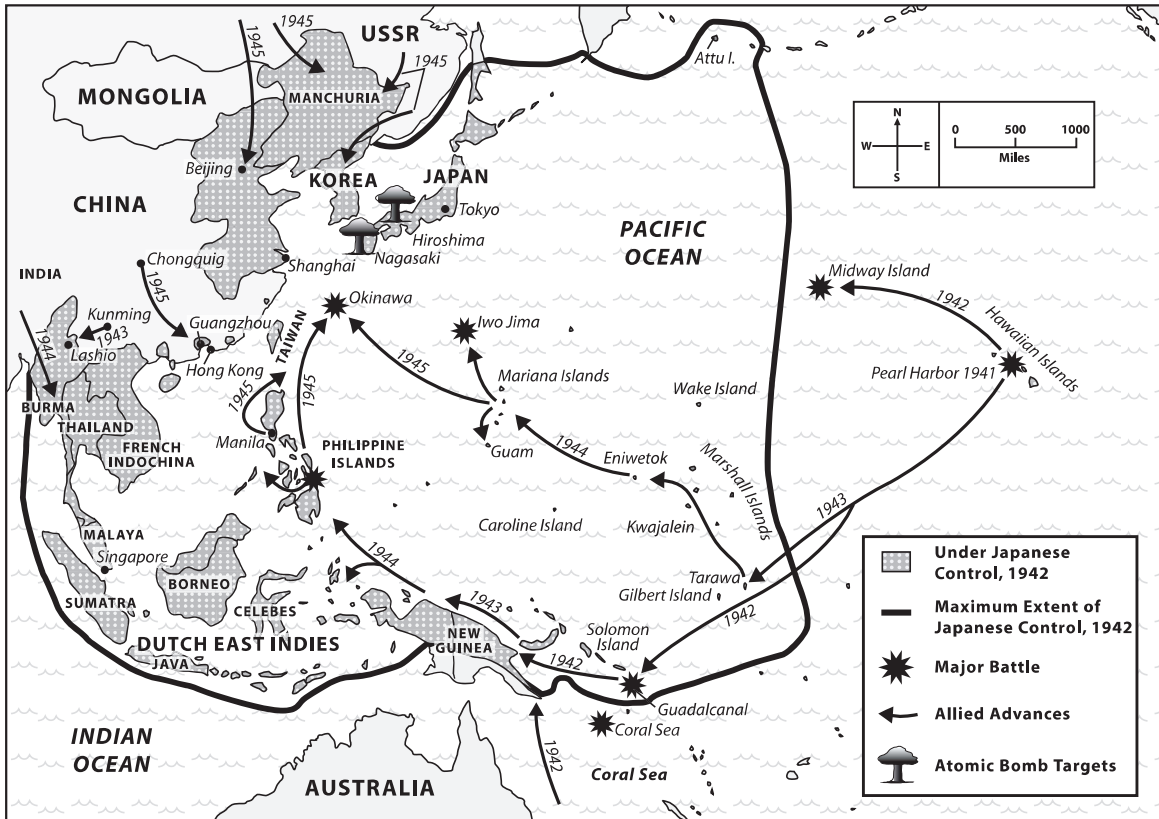 USSR
1945
1945
1945
MONGOLIA
MANCHURIA
Attu I.
N
W
E
S
0
500
1000
Miles
Beijing
KOREA
JAPAN
CHINA
Tokyo
Hiroshima
Nagasaki
PACIFIC
OCEAN
Chongquig
Shanghai
INDIA
1945
Midway Island
1942
Hawaiian Islands
Okinawa
Kunming
1943
Guangzhou
Iwo Jima
TAIWAN
1944
Lashio
Hong Kong
1945
Pearl Harbor 1941
Mariana Islands
Wake Island
1945
1945
BURMA
THAILAND
FRENCH
INDOCHINA
Manila
PHILIPPINE
ISLANDS
Guam
1944
Eniwetok
Marshall Islands
1943
Caroline Island
Kwajalein
MALAYA
Singapore
1944
BORNEO
Tarawa
Gilbert Island
SUMATRA
CELEBES
1943
1942
DUTCH EAST INDIES
NEW
GUINEA
Solomon
Island
JAVA
1942
Guadalcanal
Coral Sea
INDIAN
OCEAN
1942
Coral Sea
AUSTRALIA
Under Japanese
Control, 1942
Maximum Extent of
Japanese Control, 1942
Major Battle
Allied Advances
Atomic Bomb Targets